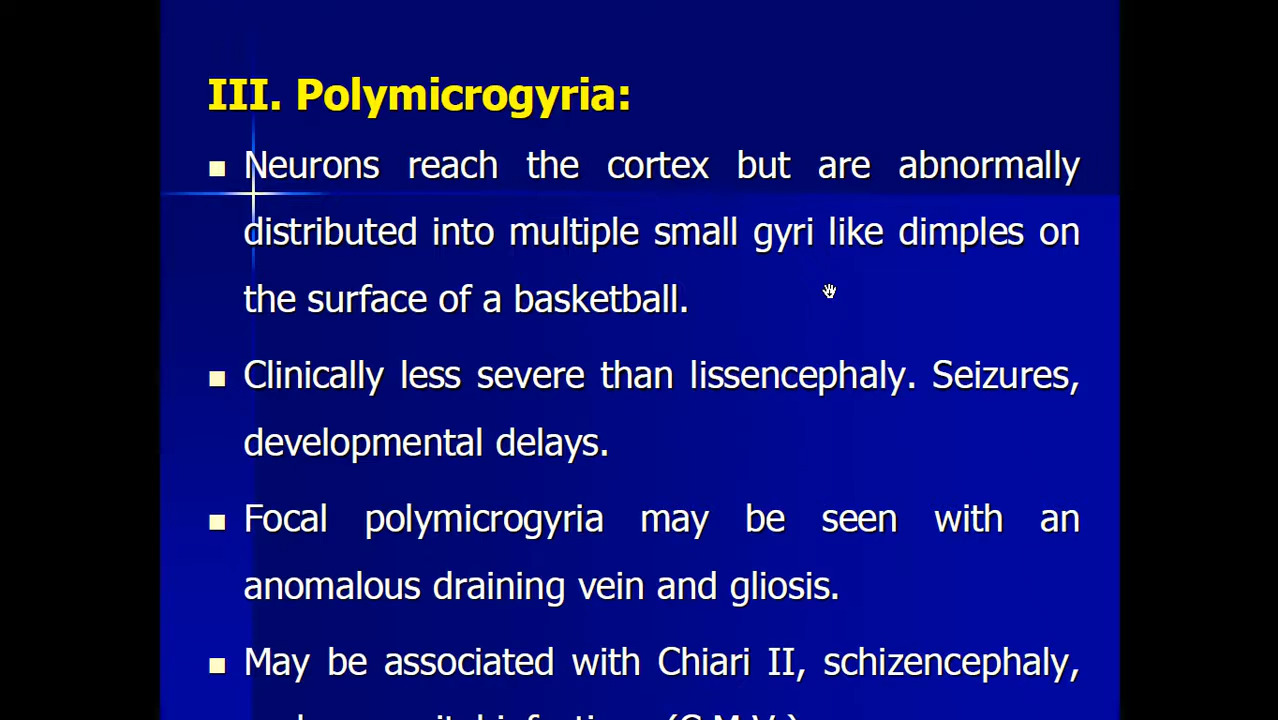 III. Polymicrogyria:
Neurons reach the cortex but are abnormally
distributed into multiple small gyri like dimples on
the surface of a basketball.
Clinically less severe than lissencephaly. Seizures,
developmental delays.
Focal polymicrogyria may be seen with an
anomalous draining vein and gliosis.
May be associated with Chiari II, schizencephaly,